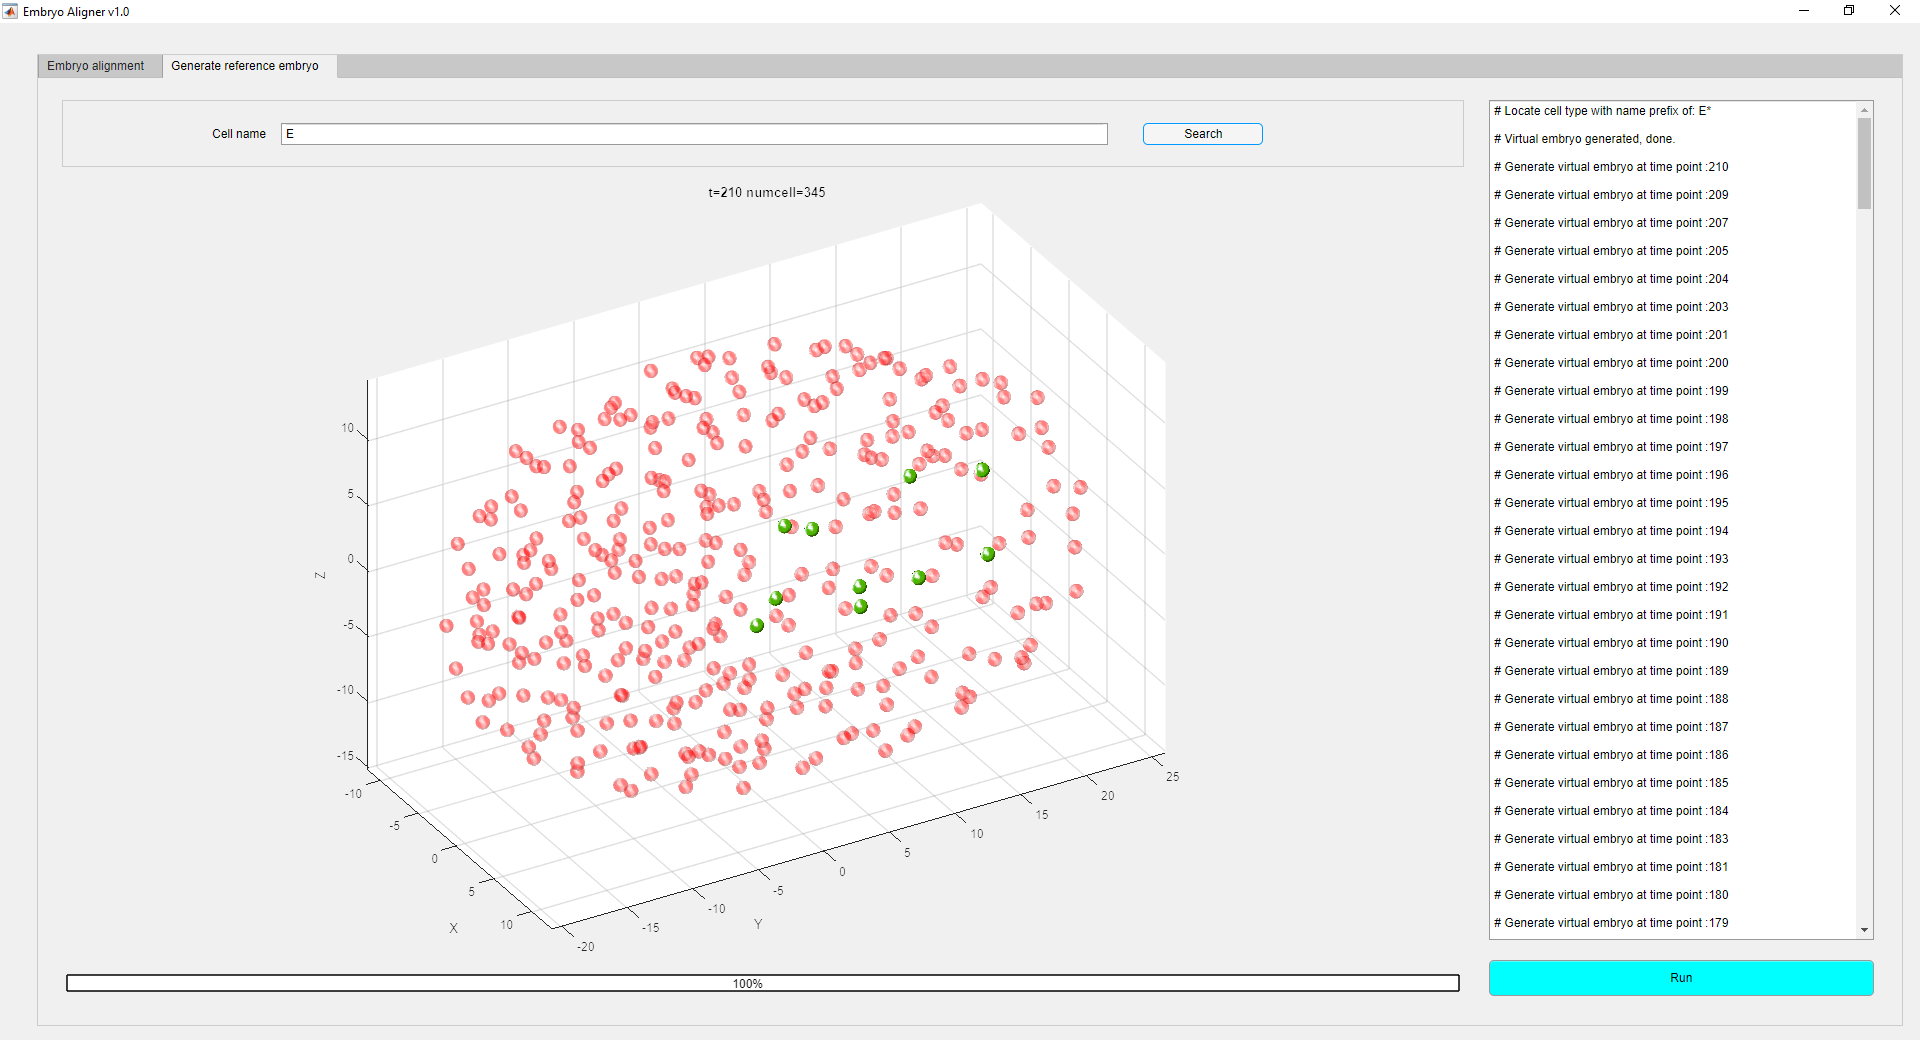 Embryo Aligner v1.0
Embryo alignment
Generate reference embryo
Cell name
E
Search
t=210 numcell=345
10
5
0
-5
-10
-15
Z
-10
-5
0
5
10
X
-20
-15
-10
-5
0
5
10
15
20
25
Y
100%
# Locate cell type with name prefix of: E*
# Virtual embryo generated, done.
# Generate virtual embryo at time point :210
# Generate virtual embryo at time point :209
# Generate virtual embryo at time point :207
# Generate virtual embryo at time point :205
# Generate virtual embryo at time point :204
# Generate virtual embryo at time point :203
# Generate virtual embryo at time point :201
# Generate virtual embryo at time point :200
# Generate virtual embryo at time point :199
# Generate virtual embryo at time point :198
# Generate virtual embryo at time point :197
# Generate virtual embryo at time point :196
# Generate virtual embryo at time point :195
# Generate virtual embryo at time point :194
# Generate virtual embryo at time point :193
# Generate virtual embryo at time point :192
# Generate virtual embryo at time point :191
# Generate virtual embryo at time point :190
# Generate virtual embryo at time point :189
# Generate virtual embryo at time point :188
# Generate virtual embryo at time point :187
# Generate virtual embryo at time point :186
# Generate virtual embryo at time point :185
# Generate virtual embryo at time point :184
# Generate virtual embryo at time point :183
# Generate virtual embryo at time point :181
# Generate virtual embryo at time point :180
# Generate virtual embryo at time point :179
Run